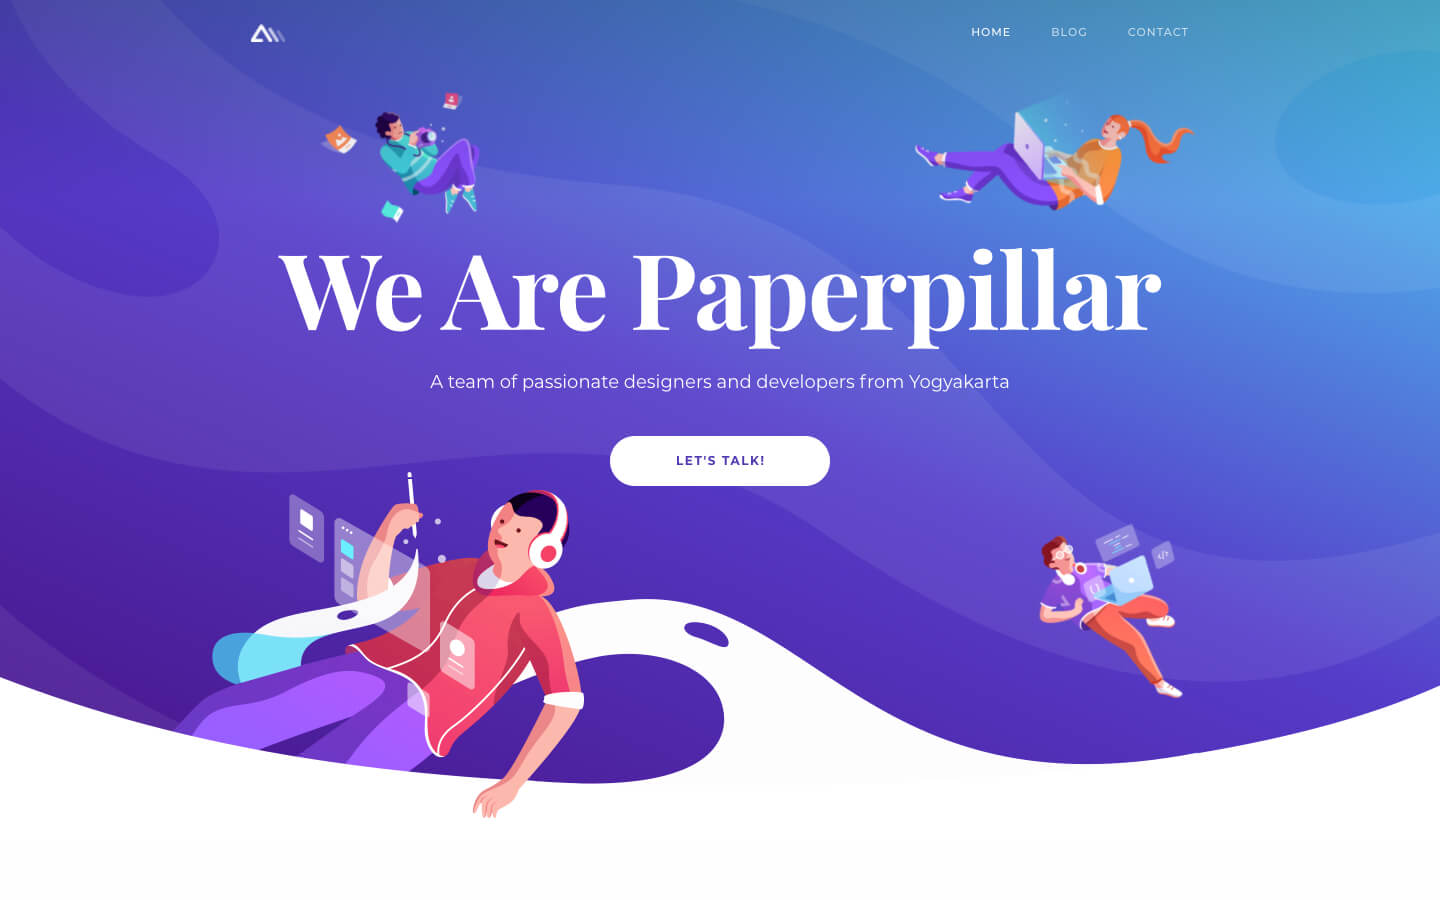 HOME BLOG CONTACT
We Are Paperpillar
A team of passionate designers and developers from Yogyakarta
LET'S TALK!